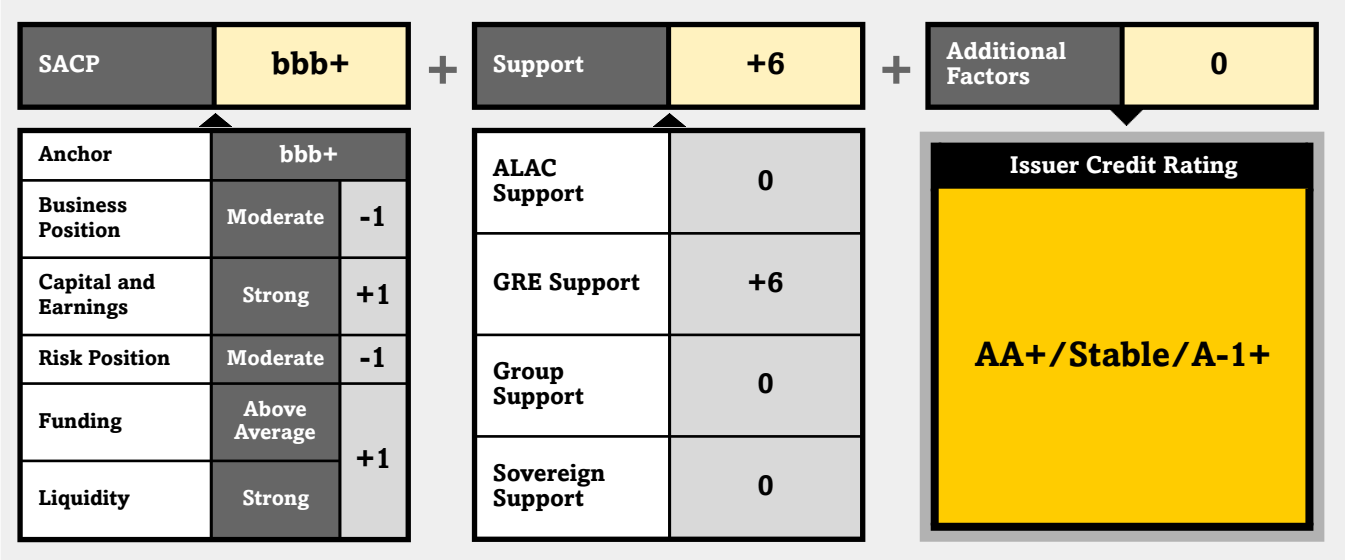 SACP
bbb+
+
Support
+6
+
Additional
Factors
0
Anchor
bbb+
Business
Position
Moderate
-1
Capital and
Earnings
Strong
+1
Risk Position
Moderate
-1
Funding
Above
Average
+1
Liquidity
Strong
ALAC
Support
0
GRE Support
+6
Group
Support
0
Sovereign
Support
0
Issuer Credit Rating
AA+/Stable/A-1+